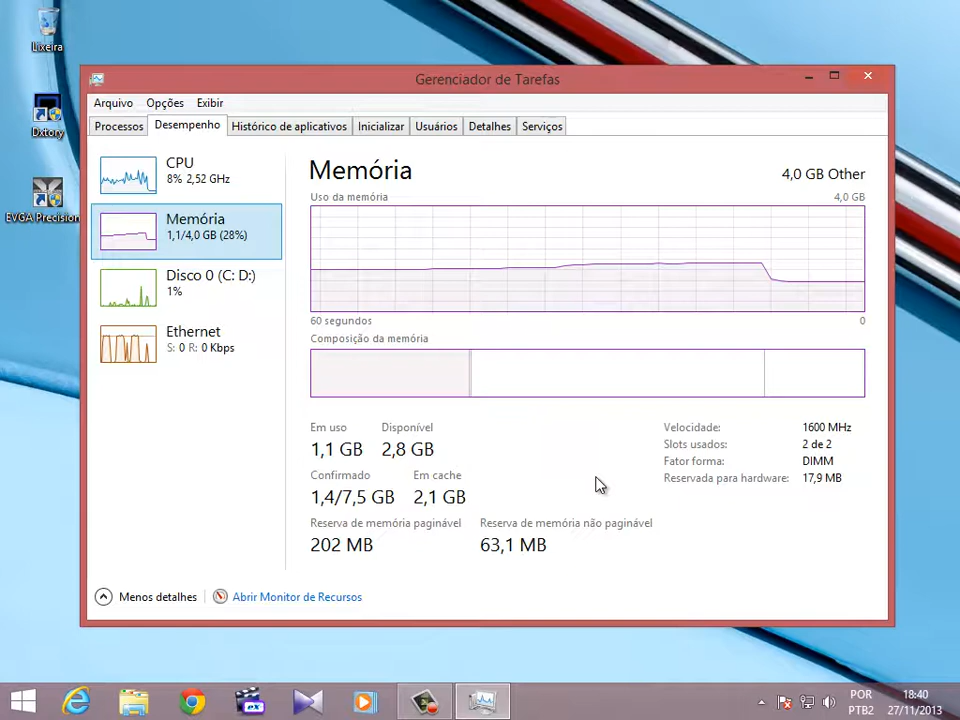 Lixeira
Dxtory
EVGA Precision
Gerenciador de Tarefas
Arquivo Opções Exibir
Processos Desempenho Histórico de aplicativos Inicializar Usuários Detalhes Serviços
CPU
8% 2,52 GHz
Memória
1,1/4,0 GB (28%)
Disco 0 (C: D:)
1%
Ethernet
S: 0 R: 0 Kbps
Memória
4,0 GB Other
Uso da memória
4,0 GB
60 segundos
0
Composição da memória
Em uso
1,1 GB
Disponível
2,8 GB
Confirmado
1,4/7,5 GB
Em cache
2,1 GB
Reserva de memória paginável
202 MB
Reserva de memória não paginável
63,1 MB
Velocidade: 1600 MHz
Slots usados: 2 de 2
Fator forma: DIMM
Reservada para hardware: 17,9 MB
Menos detalhes
Abrir Monitor de Recursos
POR
PTB2
18:40
27/11/2013